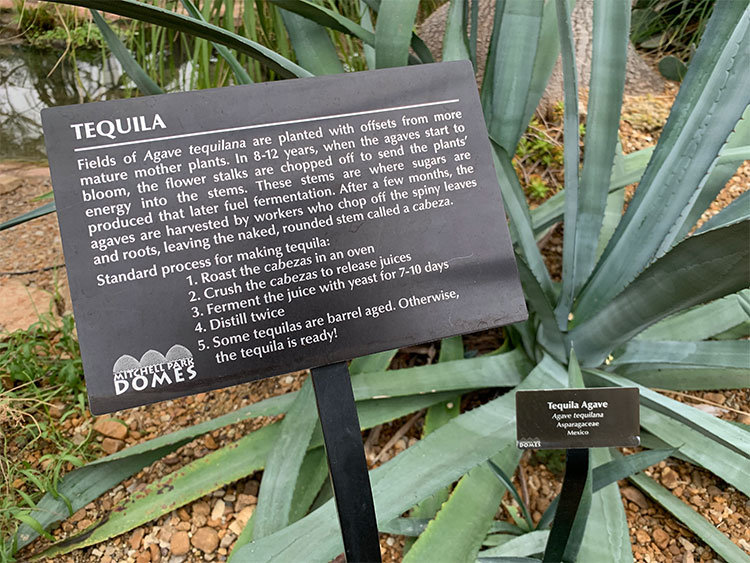 TEQUILA
Fields of Agave tequilana are planted with offsets from more
mature mother plants. In 8-12 years, when the agaves start to
bloom, the flower stalks are chopped off to send the plants'
energy into the stems. These stems are where sugars are
produced that later fuel fermentation. After a few months, the
agaves are harvested by workers who chop off the spiny leaves
and roots, leaving the naked, rounded stem called a cabeza.
Standard process for making tequila:
1. Roast the cabezas in an oven
2. Crush the cabezas to release juices
3. Ferment the juice with yeast for 7-10 days
4. Distill twice
5. Some tequilas are barrel aged. Otherwise,
the tequila is ready!
MITCHELL PARK
DOMES
Tequila Agave
Agave tequilana
Asparagaceae
Mexico
DOMES